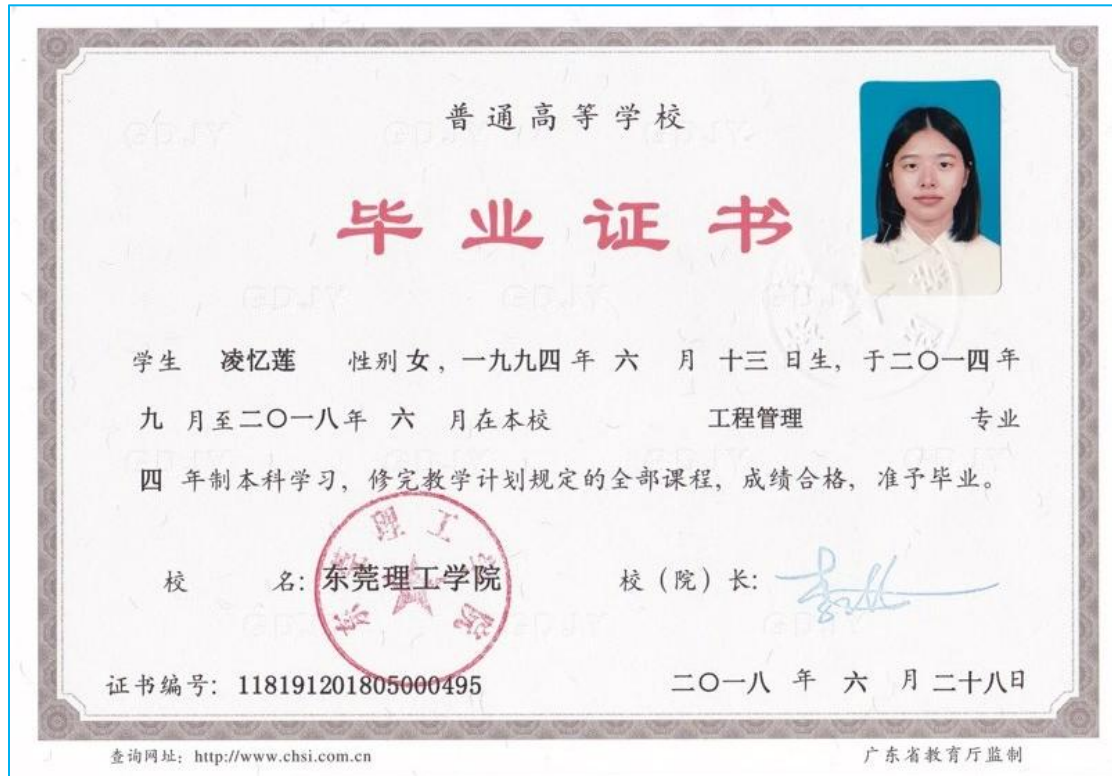 普通高等学校
毕业证书
学生 凌忆莲 性别 女，一九九四 年 六 月 十三 日生，于二〇一四 年
九 月至二〇一八 年 六 月在本校 工程管理 专业
四 年制本科学习，修完教学计划规定的全部课程，成绩合格，准予毕业。
校 名：东莞理工学院 校（院）长：
东莞理工学院
证书编号：118191201805000495 二〇一八 年 六 月 二十八日
查询网址：http://www.chsi.com.cn 广东省教育厅监制